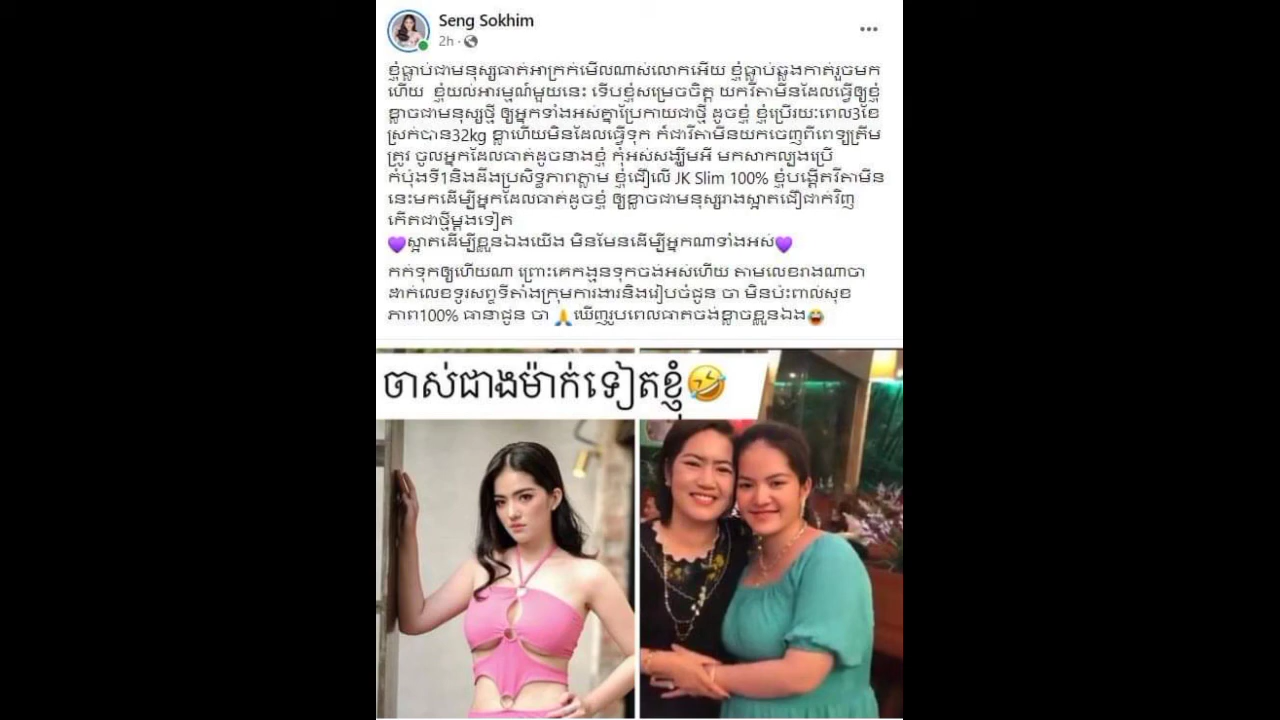 Seng Sokhim
2h ·
ខ្ញុំធ្លាប់ជាមនុស្សធាត់អាក្រក់មើលណាស់លោកអើយ ខ្ញុំធ្លាប់ឆ្លងកាត់រួចមក
ហើយ ខ្ញុំយល់អារម្មណ៍មួយនេះ ទើបខ្ញុំសម្រេចចិត្ត យកវីតាមីនដែលធ្វើឲ្យខ្ញុំ
ខ្លាចជាមនុស្សថ្មី ឲ្យអ្នកទាំងអស់គ្នាប្រែកាយជាថ្មី ដូចខ្ញុំ ខ្ញុំប្រើរយ:ពេល3ខែ
ស្រក់បាន32kg ខ្លាហើយមិនដែលធ្វើទុក កំជាវីតាមិនយកចេញពីពេទ្យត្រឹម
ត្រូវ ចូលអ្នកដែលធាត់ដូចនាងខ្ញុំ កុំអស់សង្ឃឹមអី មកសាកល្បងប្រើ
កំប៉ុងទី1និងដឹងប្រសិទ្ធភាពភ្លាម ខ្ញុំជឿលើ JK Slim 100% ខ្ញុំបង្កើតវីតាមីន
នេះមកដើម្បីអ្នកដែលធាត់ដូចខ្ញុំ ឲ្យខ្លាចជាមនុស្សរាងស្អាតជឿជាក់វិញ
កើតជាថ្មីម្ដងទៀត
💜ស្អាតដើម្បីខ្លួនឯងយើង មិនមែនដើម្បីអ្នកណាទាំងអស់💜
កក់ទុកឲ្យហើយណា ព្រោះគេកង្មនទុកចង់អស់ហើយ តាមលេខរាងណាចា
ដាក់លេខទូរសព្ទទីតាំងក្រុមការងារនិងរៀបចំជូន ចា មិនប៉ះពាល់សុខ
ភាព100% ធានាជូន ចា 🙏ឃើញរូបពេលធាតចង់ខ្លាចខ្លួនឯង😂
ចាស់ជាងម៉ាក់ទៀតខ្ញុំ🤣